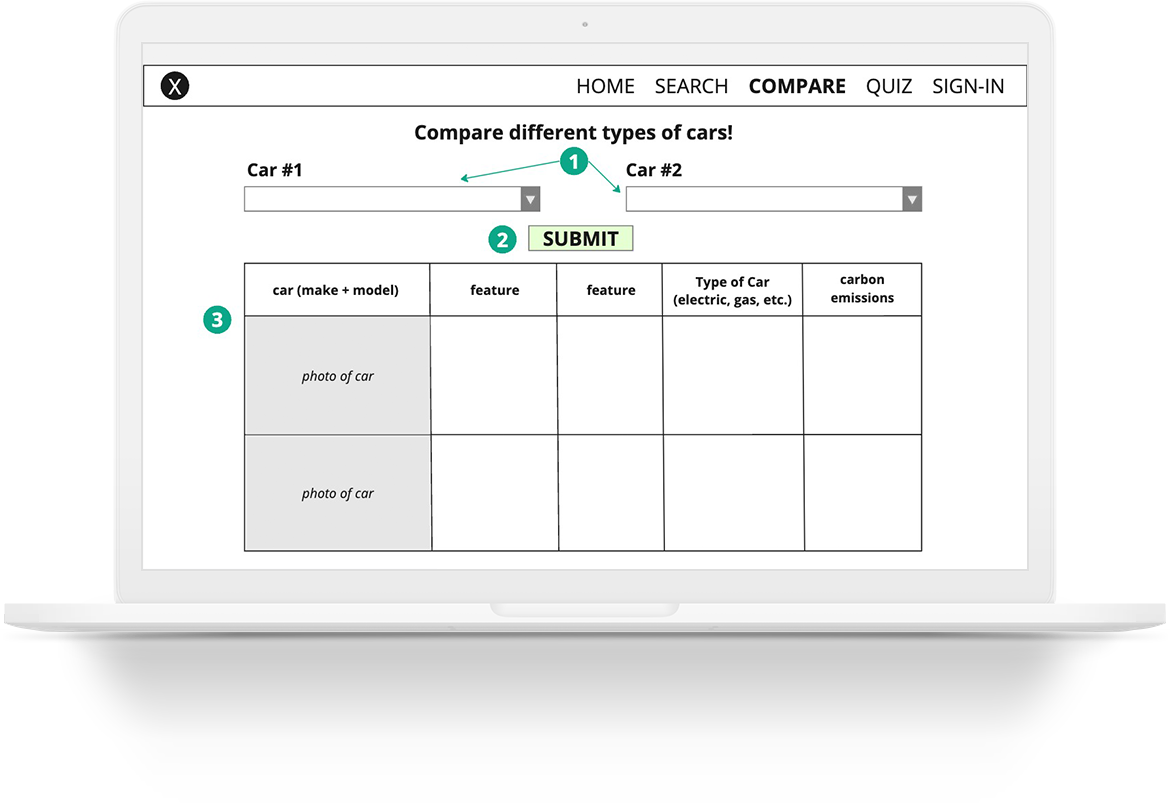 X
HOME SEARCH COMPARE QUIZ SIGN-IN
Compare different types of cars!
1
Car #1
Car #2
2
SUBMIT
car (make + model)
feature
feature
Type of Car
(electric, gas, etc.)
carbon
emissions
3
photo of car
photo of car